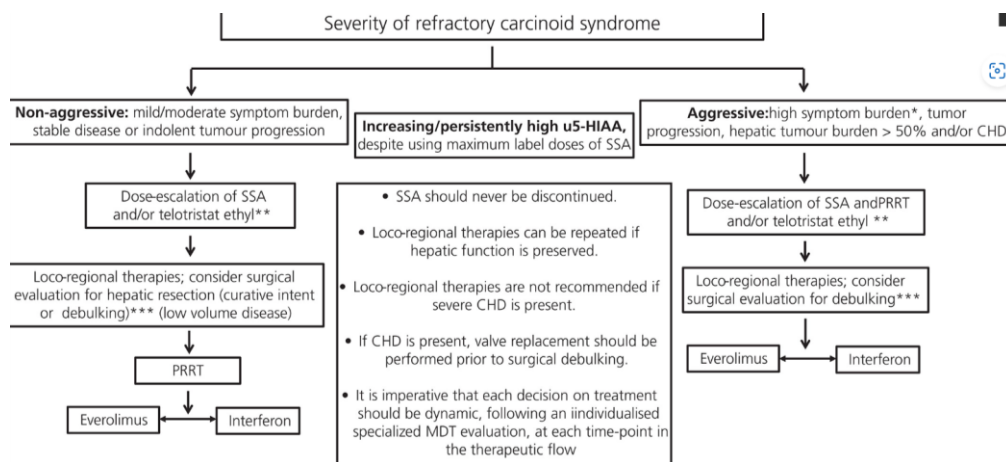 Severity of refractory carcinoid syndrome
Non-aggressive: mild/moderate symptom burden,
stable disease or indolent tumour progression
Increasing/persistently high u5-HIAA,
despite using maximum label doses of SSA
Aggressive:high symptom burden*, tumor
progression, hepatic tumour burden > 50% and/or CHD
Dose-escalation of SSA
and/or telotristat ethyl**
Loco-regional therapies; consider surgical
evaluation for hepatic resection (curative intent
or debulking)*** (low volume disease)
PRRT
Everolimus
Interferon
• SSA should never be discontinued.
• Loco-regional therapies can be repeated if
hepatic function is preserved.
• Loco-regional therapies are not recommended if
severe CHD is present.
• If CHD is present, valve replacement should be
performed prior to surgical debulking.
• It is imperative that each decision on treatment
should be dynamic, following an iindividualised
specialized MDT evaluation, at each time-point in
the therapeutic flow
Dose-escalation of SSA andPRRT
and/or telotristat ethyl **
Loco-regional therapies; consider
surgical evaluation for debulking***
Everolimus
Interferon